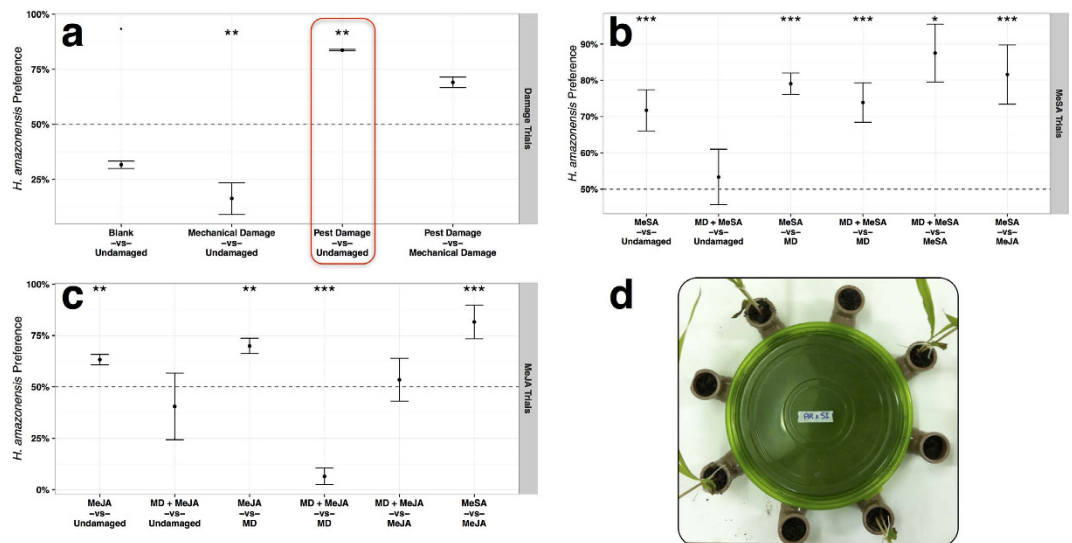 a
100%
75%
50%
25%
H. amazonensis Preference
**
**
Blank
–vs–
Undamaged
Mechanical Damage
–vs–
Undamaged
Pest Damage
–vs–
Undamaged
Pest Damage
–vs–
Mechanical Damage
Damage Trials
b
90%
80%
70%
60%
50%
H. amazonensis Preference
***
***
***
*
***
MeSA
–vs–
Undamaged
MD + MeSA
–vs–
Undamaged
MeSA
–vs–
MD
MD + MeSA
–vs–
MD
MD + MeSA
–vs–
MeSA
MeSA
–vs–
MeJA
MeSA Trials
c
100%
75%
50%
25%
0%
H. amazonensis Preference
**
**
***
***
MeJA
–vs–
Undamaged
MD + MeJA
–vs–
Undamaged
MeJA
–vs–
MD
MD + MeJA
–vs–
MD
MD + MeJA
–vs–
MeJA
MeSA
–vs–
MeJA
MeJA Trials
d
AR x